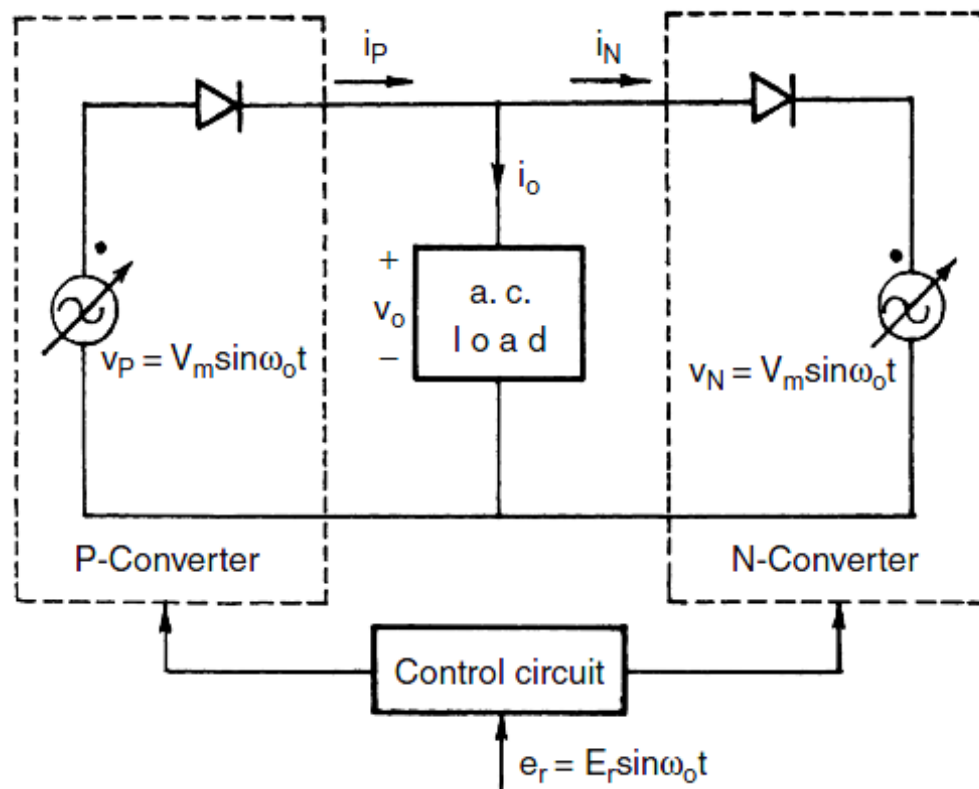 i_P
i_N
i_o
+
v_o
−
a. c.
l o a d
v_P = V_m sinω_o t
v_N = V_m sinω_o t
P-Converter
N-Converter
Control circuit
e_r = E_r sinω_o t